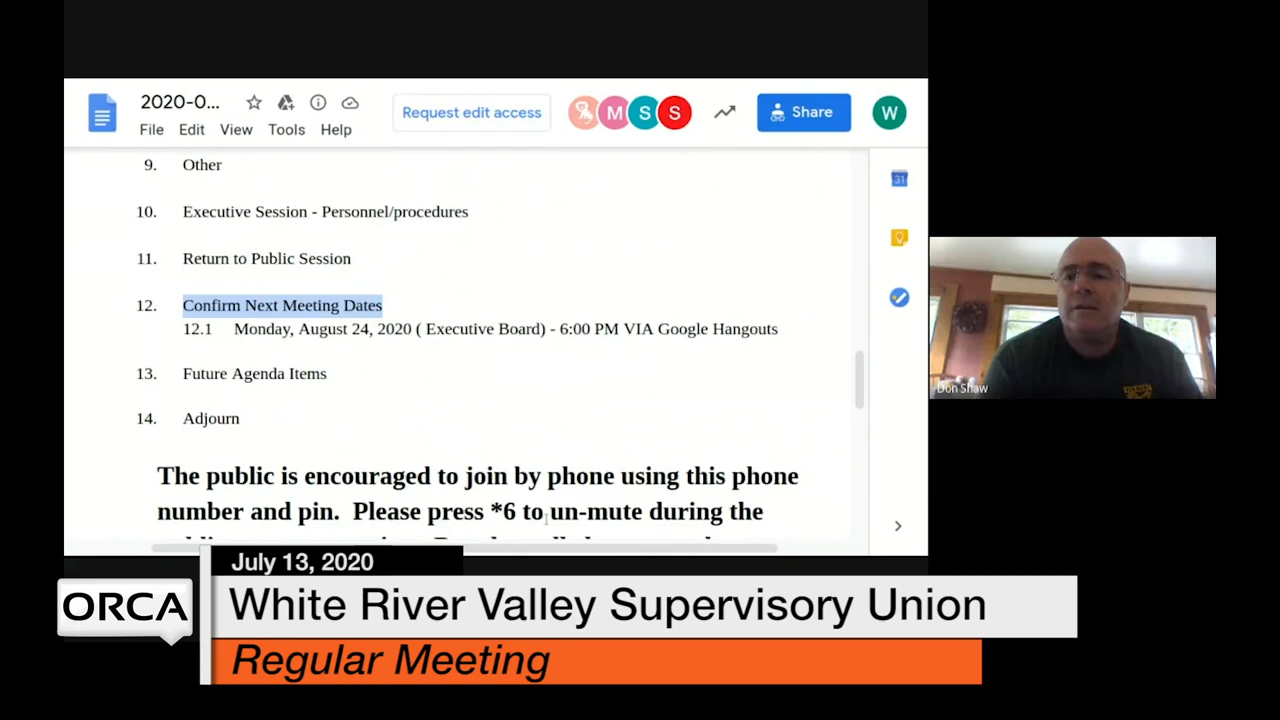 2020-0...
File Edit View Tools Help
Request edit access
M S S
Share
W
31
9. Other
10. Executive Session - Personnel/procedures
11. Return to Public Session
12. Confirm Next Meeting Dates
12.1 Monday, August 24, 2020 ( Executive Board) - 6:00 PM VIA Google Hangouts
13. Future Agenda Items
14. Adjourn
The public is encouraged to join by phone using this phone
number and pin. Please press *6 to un-mute during the
Don Shaw
July 13, 2020
ORCA
White River Valley Supervisory Union
Regular Meeting